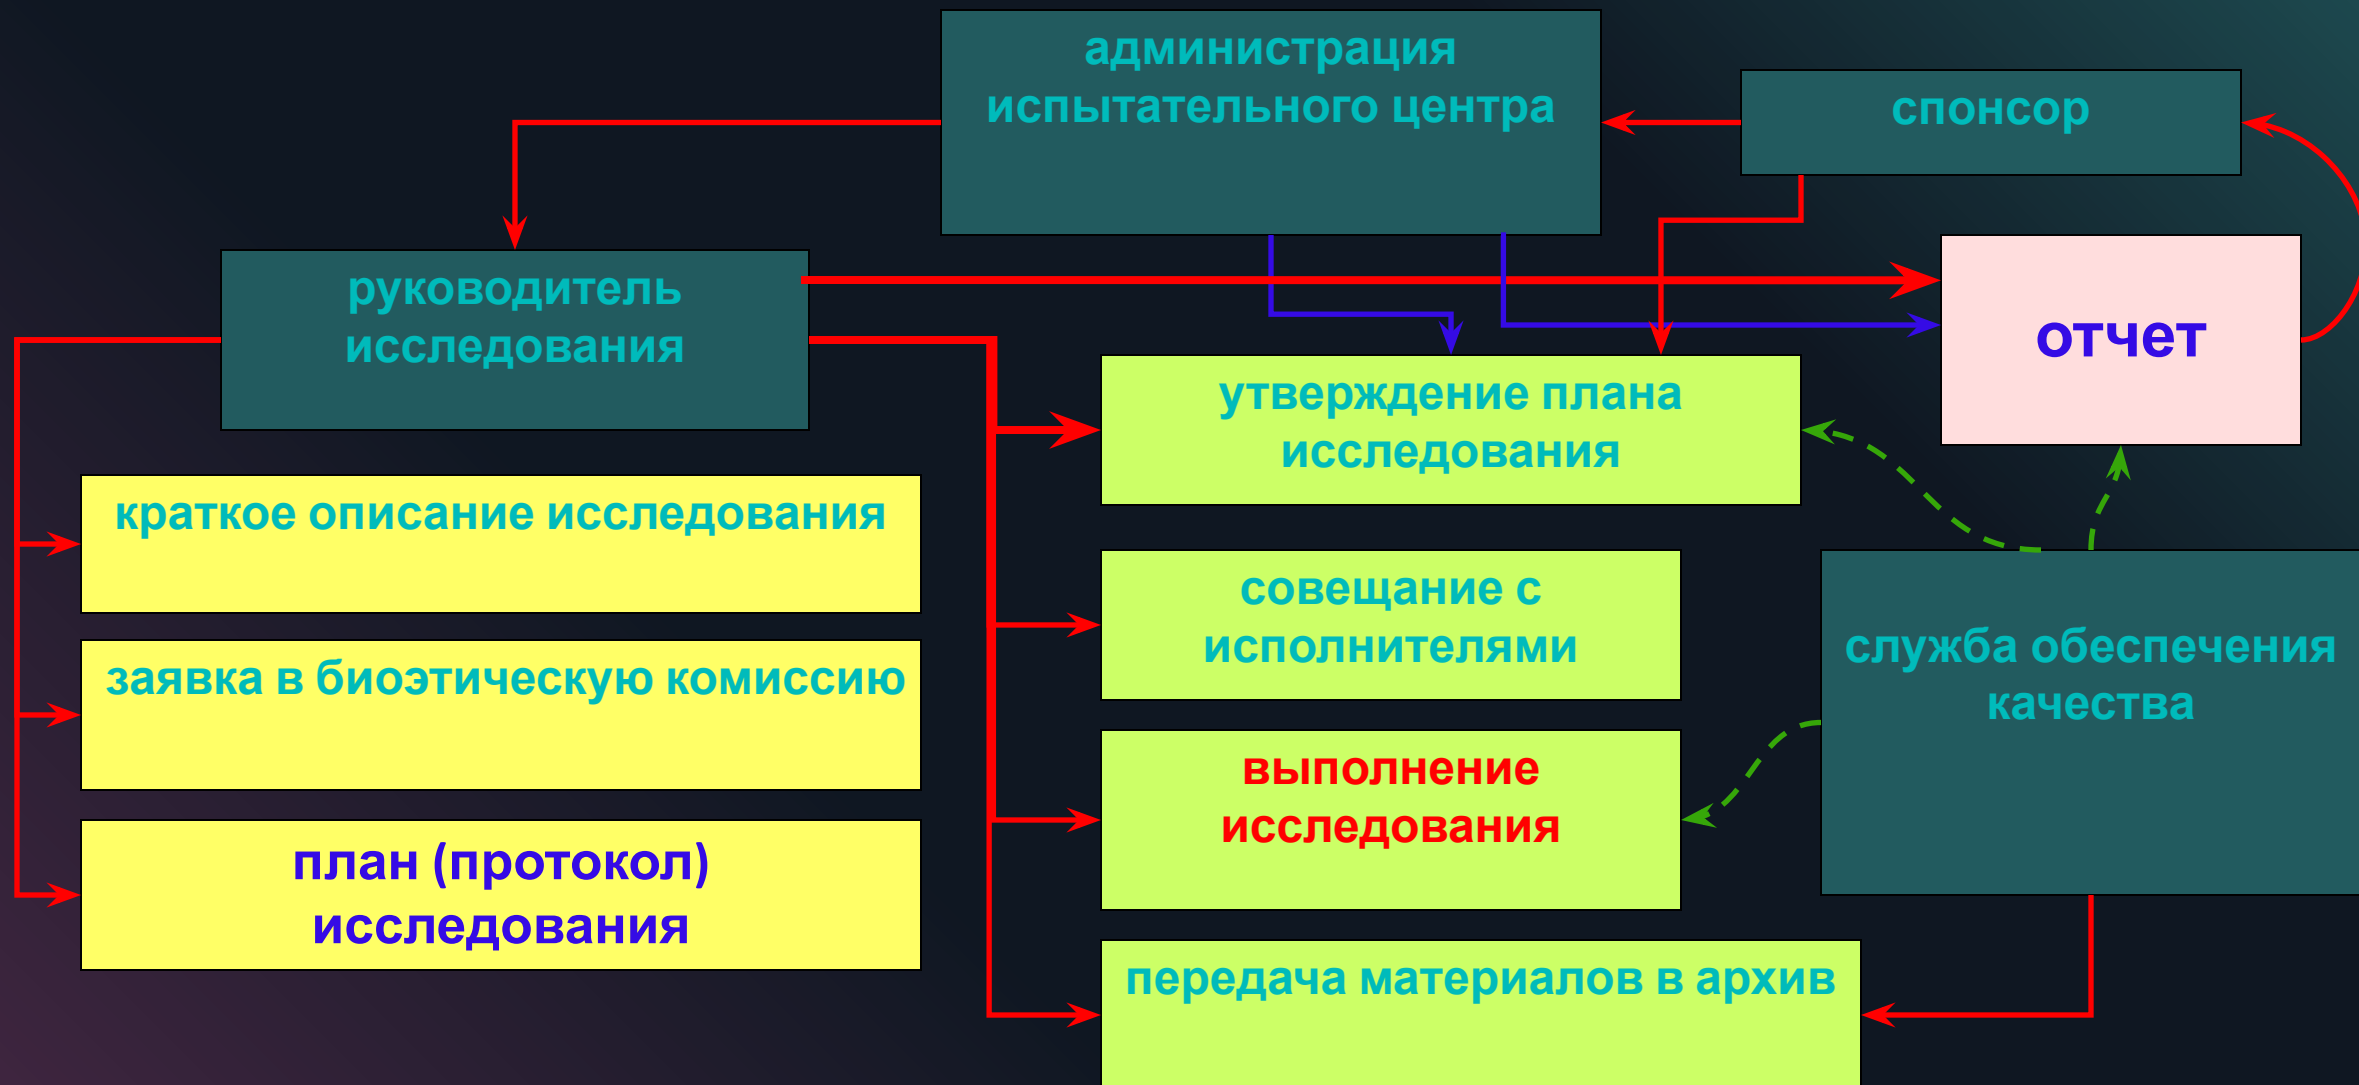 администрация
испытательного центра
спонсор
руководитель
исследования
отчет
утверждение плана
исследования
краткое описание исследования
совещание с
исполнителями
служба обеспечения
качества
заявка в биоэтическую комиссию
выполнение
исследования
план (протокол)
исследования
передача материалов в архив